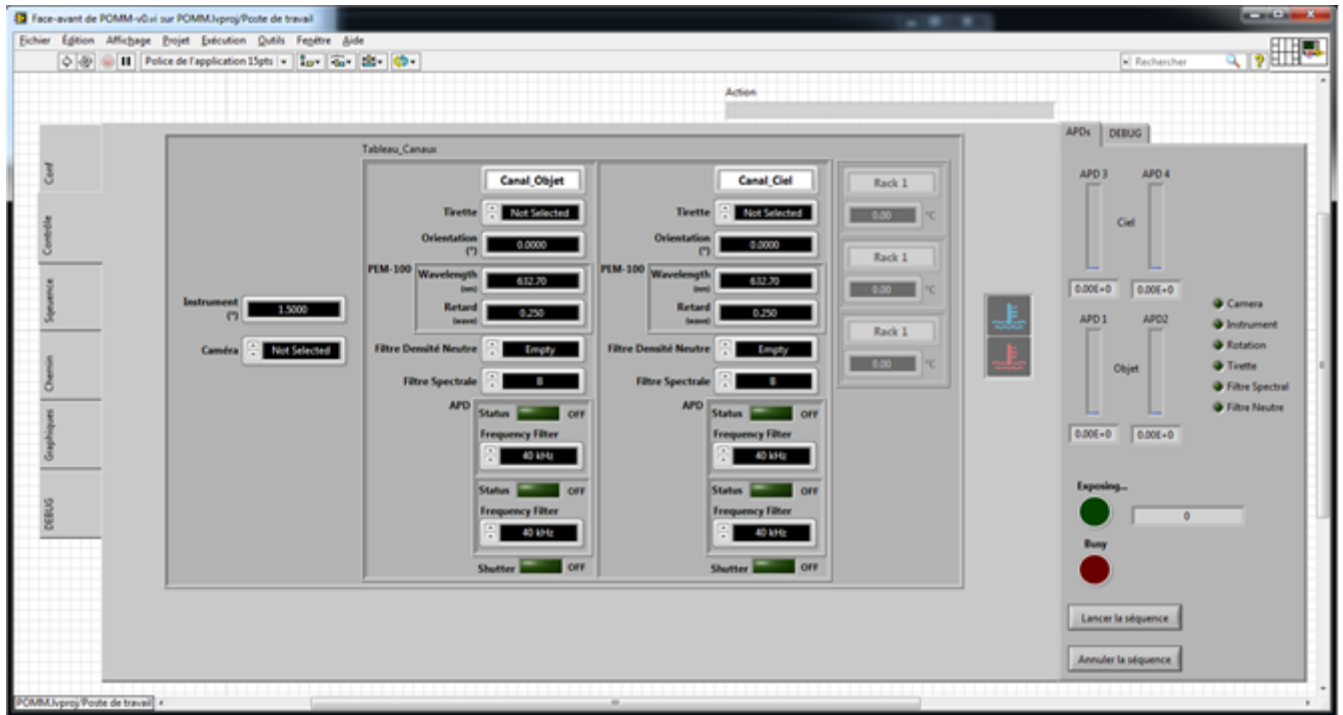 Face-avant de POMM-v0.vi sur POMM.lvproj/Poste de travail
Eichier Édition Affichage Projet Exécution Outils Fenêtre Aide
Police de l'application 15pts
Rechercher
Action
Conf
Contrôle
Siqeuence
Chemin
Graphiques
DEBUG
Instrument (°) 1.5000
Caméra Not Selected
Tableau_Canaux
Canal_Objet
Tirette Not Selected
Orientation (°) 0.0000
PEM-100
Wavelength (nm) 632.70
Retard (wave) 0.250
Filtre Densité Neutre Empty
Filtre Spectrale B
APD
Status OFF
Frequency Filter
40 kHz
Status OFF
Frequency Filter
40 kHz
Shutter OFF
Canal_Ciel
Tirette Not Selected
Orientation (°) 0.0000
PEM-100
Wavelength (nm) 632.70
Retard (wave) 0.250
Filtre Densité Neutre Empty
Filtre Spectrale B
APD
Status OFF
Frequency Filter
40 kHz
Status OFF
Frequency Filter
40 kHz
Shutter OFF
Rack 1
0.00 °C
Rack 1
0.00 °C
Rack 1
0.00 °C
APDs DEBUG
APD 3 APD 4
Ciel
0.00E+0 0.00E+0
APD 1 APD2
Objet
0.00E+0 0.00E+0
Camera
Instrument
Rotation
Tirette
Filtre Spectral
Filtre Neutre
Exposing...
0
Busy
Lancer la séquence
Annuler la séquence
POMM.lvproj/Poste de travail